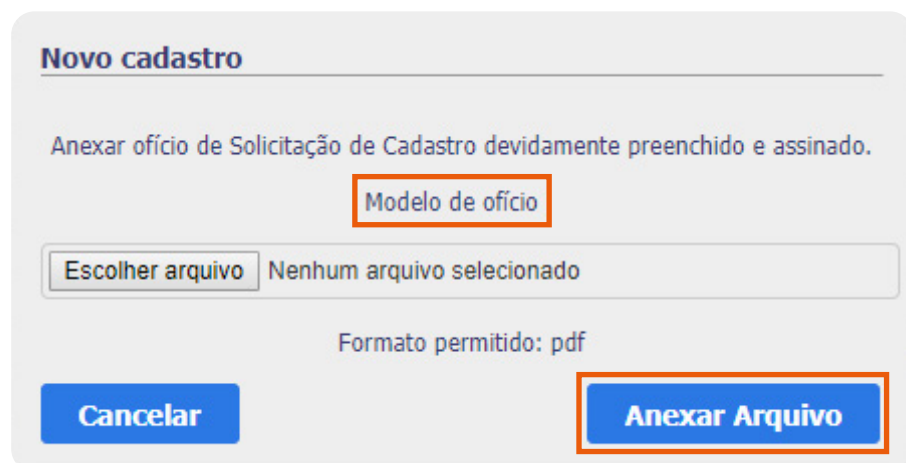 Novo cadastro
Anexar ofício de Solicitação de Cadastro devidamente preenchido e assinado.
Modelo de ofício
Escolher arquivo Nenhum arquivo selecionado
Formato permitido: pdf
Cancelar Anexar Arquivo